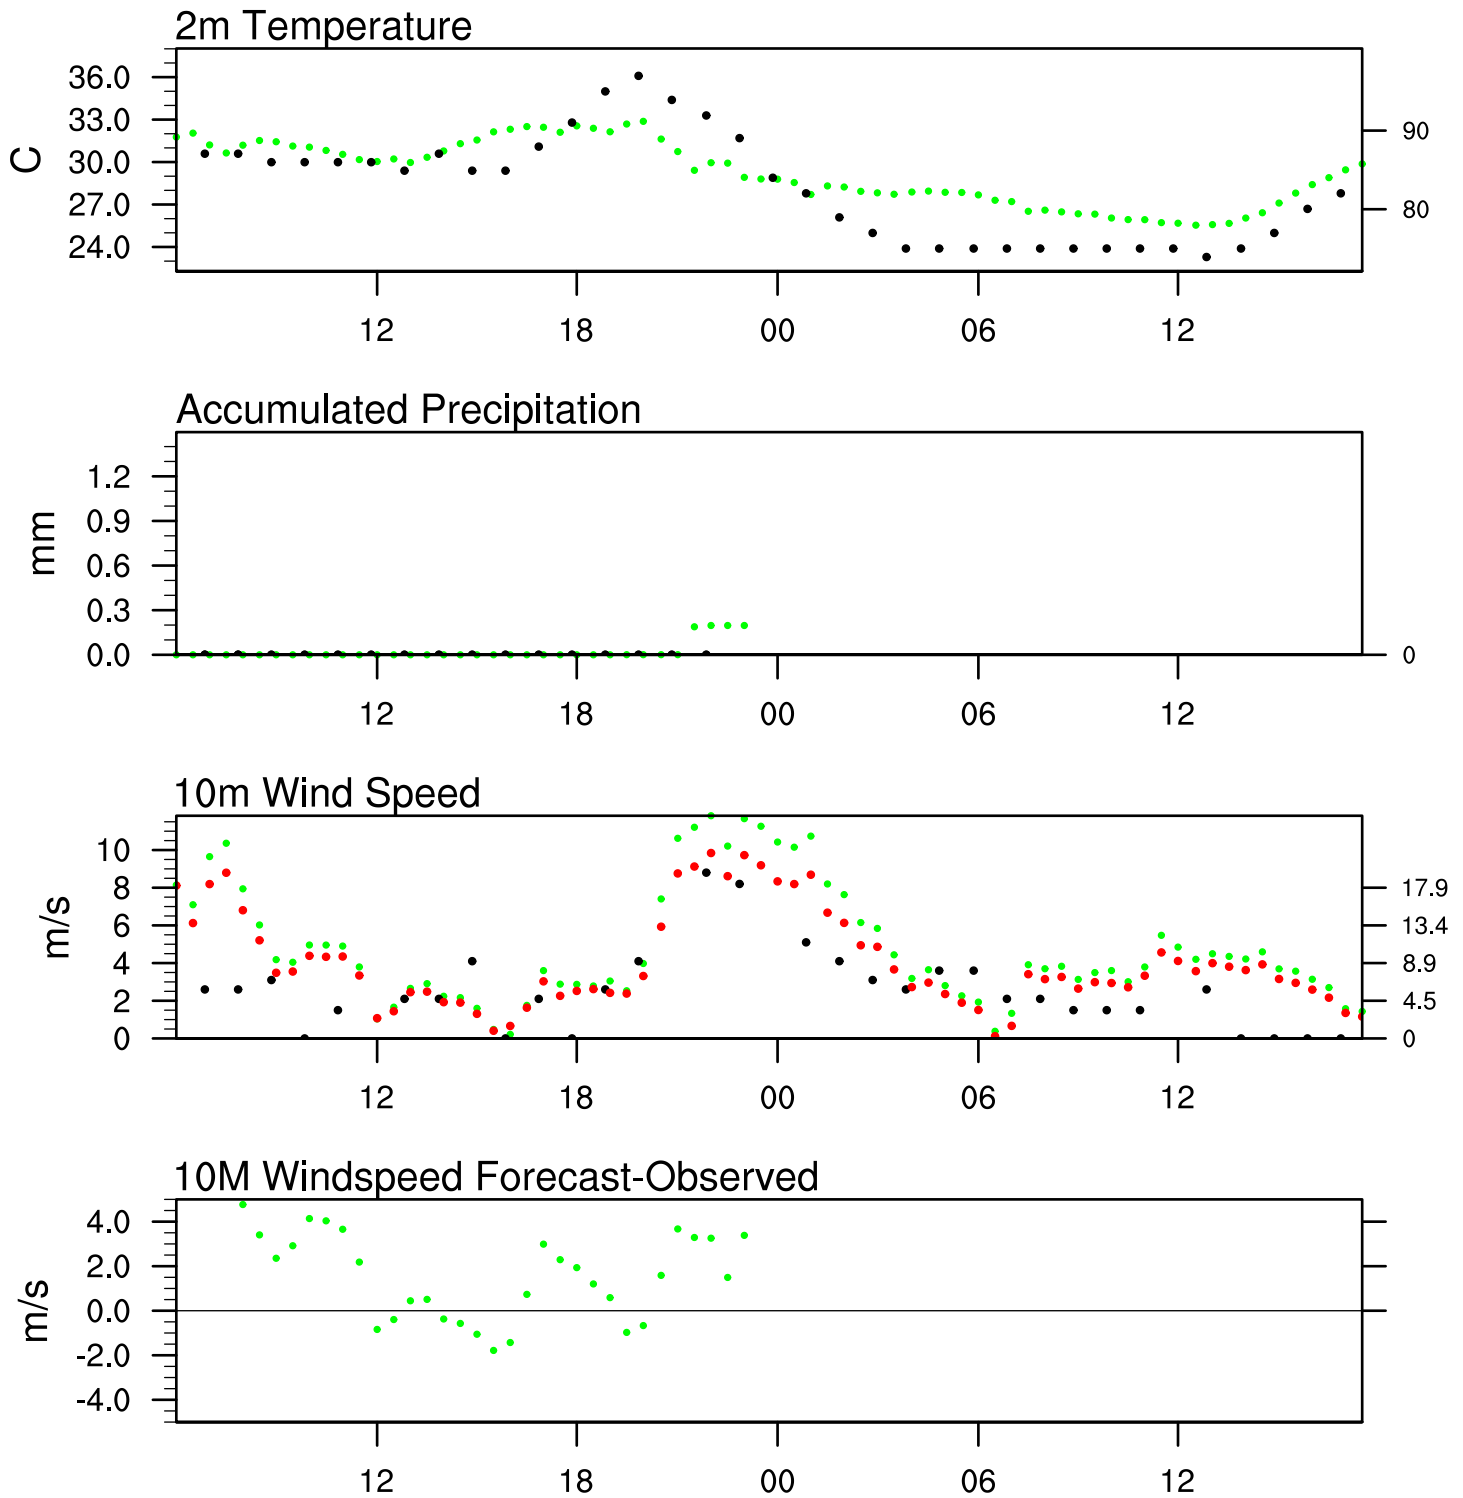 2m Temperature
36.0
33.0
30.0
27.0
24.0
C
90
80
12 18 00 06 12
Accumulated Precipitation
1.2
0.9
0.6
0.3
0.0
mm
0
12 18 00 06 12
10m Wind Speed
10
8
6
4
2
0
m/s
17.9
13.4
8.9
4.5
0
12 18 00 06 12
10M Windspeed Forecast-Observed
4.0
2.0
0.0
-2.0
-4.0
m/s
12 18 00 06 12